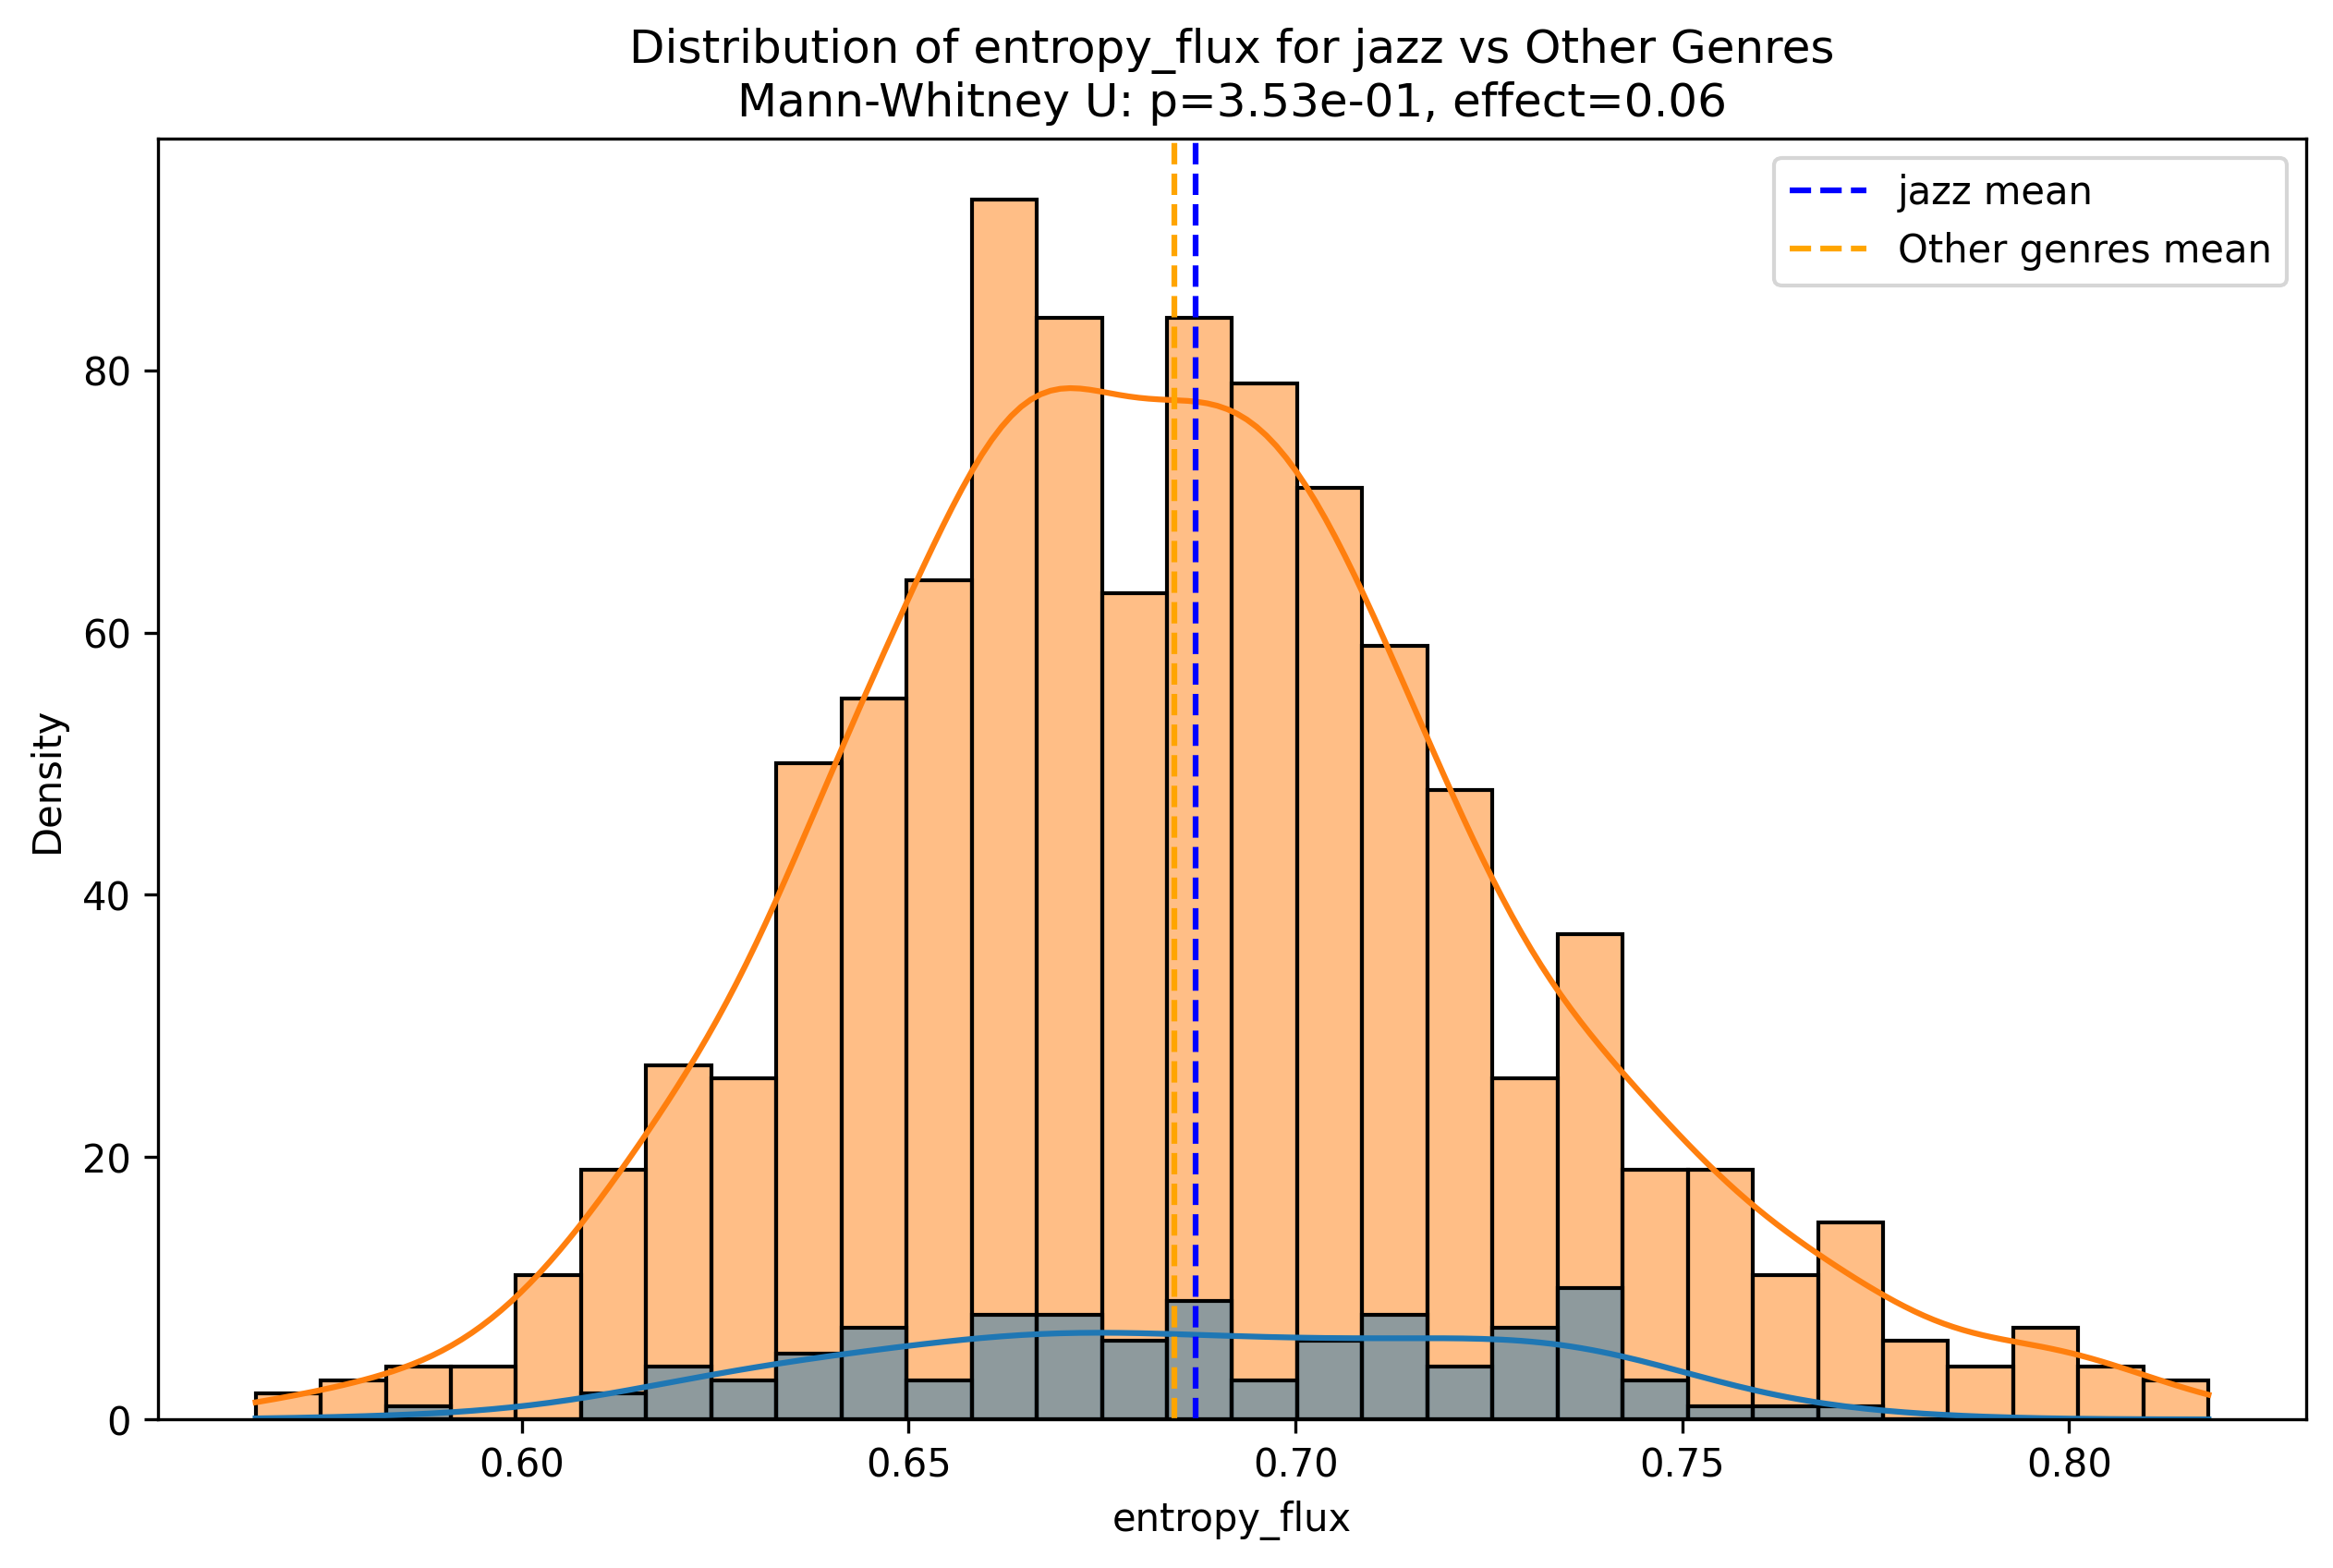 Distribution of entropy_flux for jazz vs Other Genres
Mann-Whitney U: p=3.53e-01, effect=0.06
jazz mean
Other genres mean
Density
80
60
40
20
0
0.60
0.65
0.70
0.75
0.80
entropy_flux